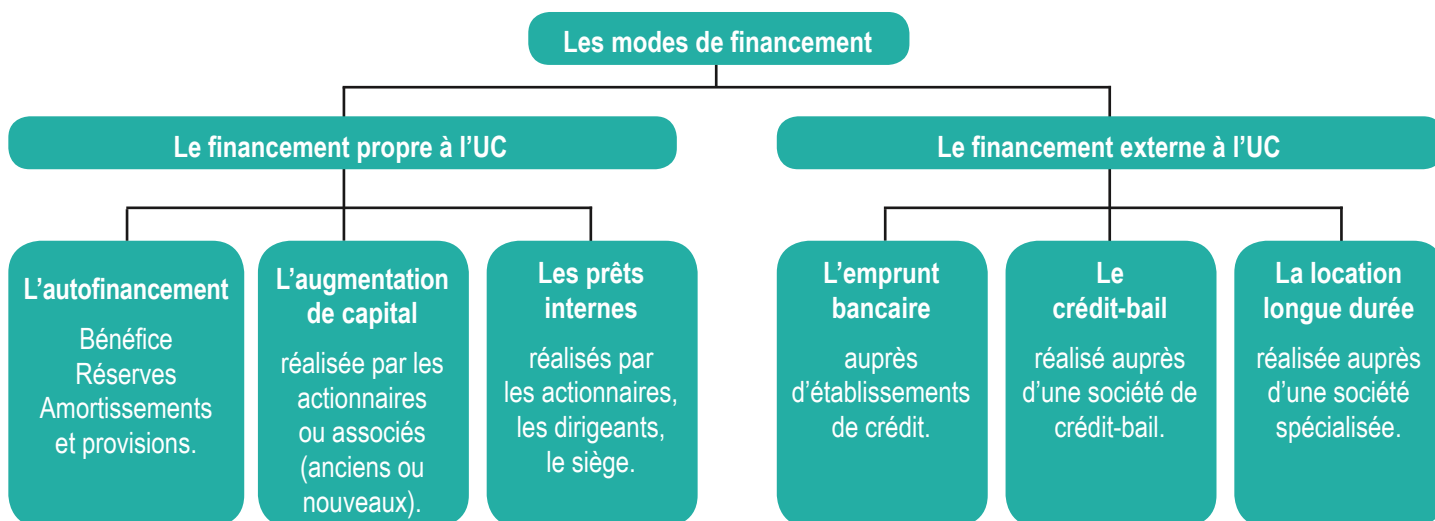 Les modes de financement
Le financement propre à l’UC
Le financement externe à l’UC
L’autofinancement
Bénéfice
Réserves
Amortissements
et provisions.
L’augmentation
de capital
réalisée par les
actionnaires
ou associés
(anciens ou
nouveaux).
Les prêts
internes
réalisés par
les actionnaires,
les dirigeants,
le siège.
L’emprunt
bancaire
auprès
d’établissements
de crédit.
Le
crédit-bail
réalisé auprès
d’une société de
crédit-bail.
La location
longue durée
réalisée auprès
d’une société
spécialisée.